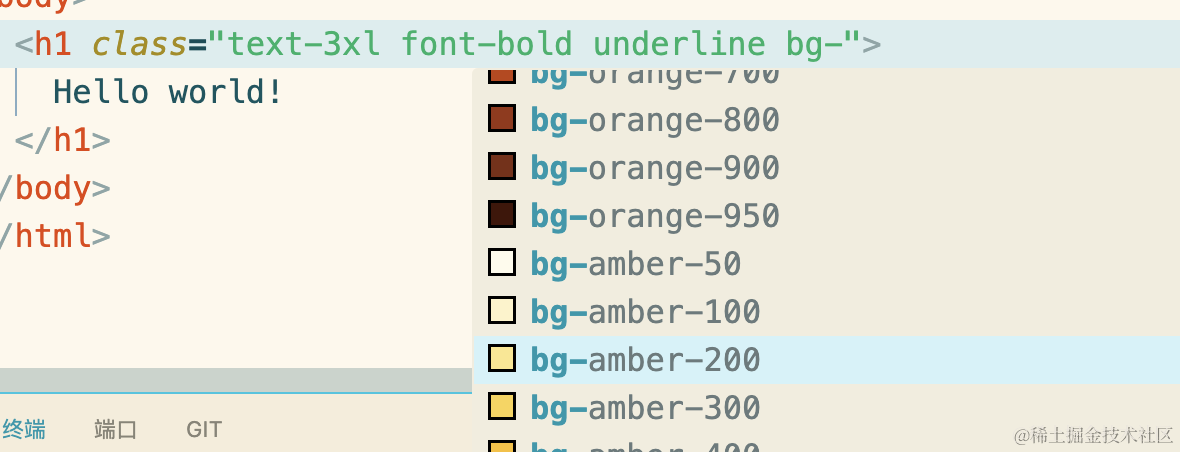 body>
<h1 class="text-3xl font-bold underline bg-">
Hello world!
</h1>
/body>
/html>
bg-orange-700
bg-orange-800
bg-orange-900
bg-orange-950
bg-amber-50
bg-amber-100
bg-amber-200
bg-amber-300
bg-amber-400
终端 端口 GIT
@稀土掘金技术社区